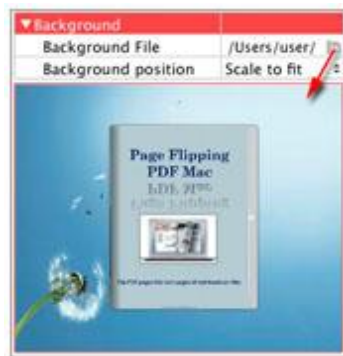 Background
Background File /Users/user/
Background position Scale to fit
Page Flipping
PDF Mac